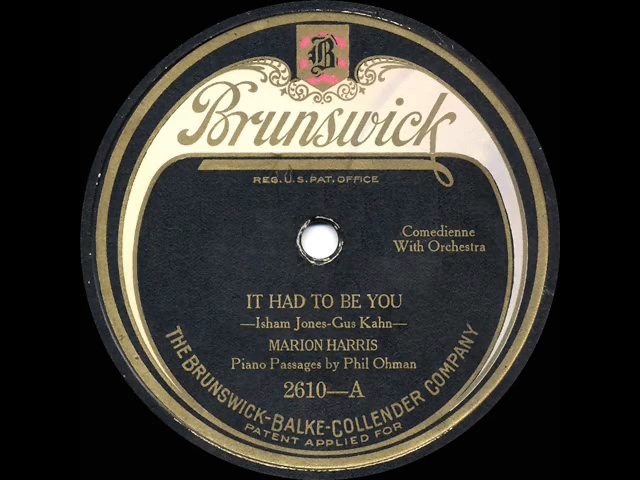 B
Brunswick
REG. U.S. PAT. OFFICE
Comedienne
With Orchestra
IT HAD TO BE YOU
—Isham Jones-Gus Kahn—
MARION HARRIS
Piano Passages by Phil Ohman
2610—A
THE BRUNSWICK-BALKE-COLLENDER COMPANY
PATENT APPLIED FOR